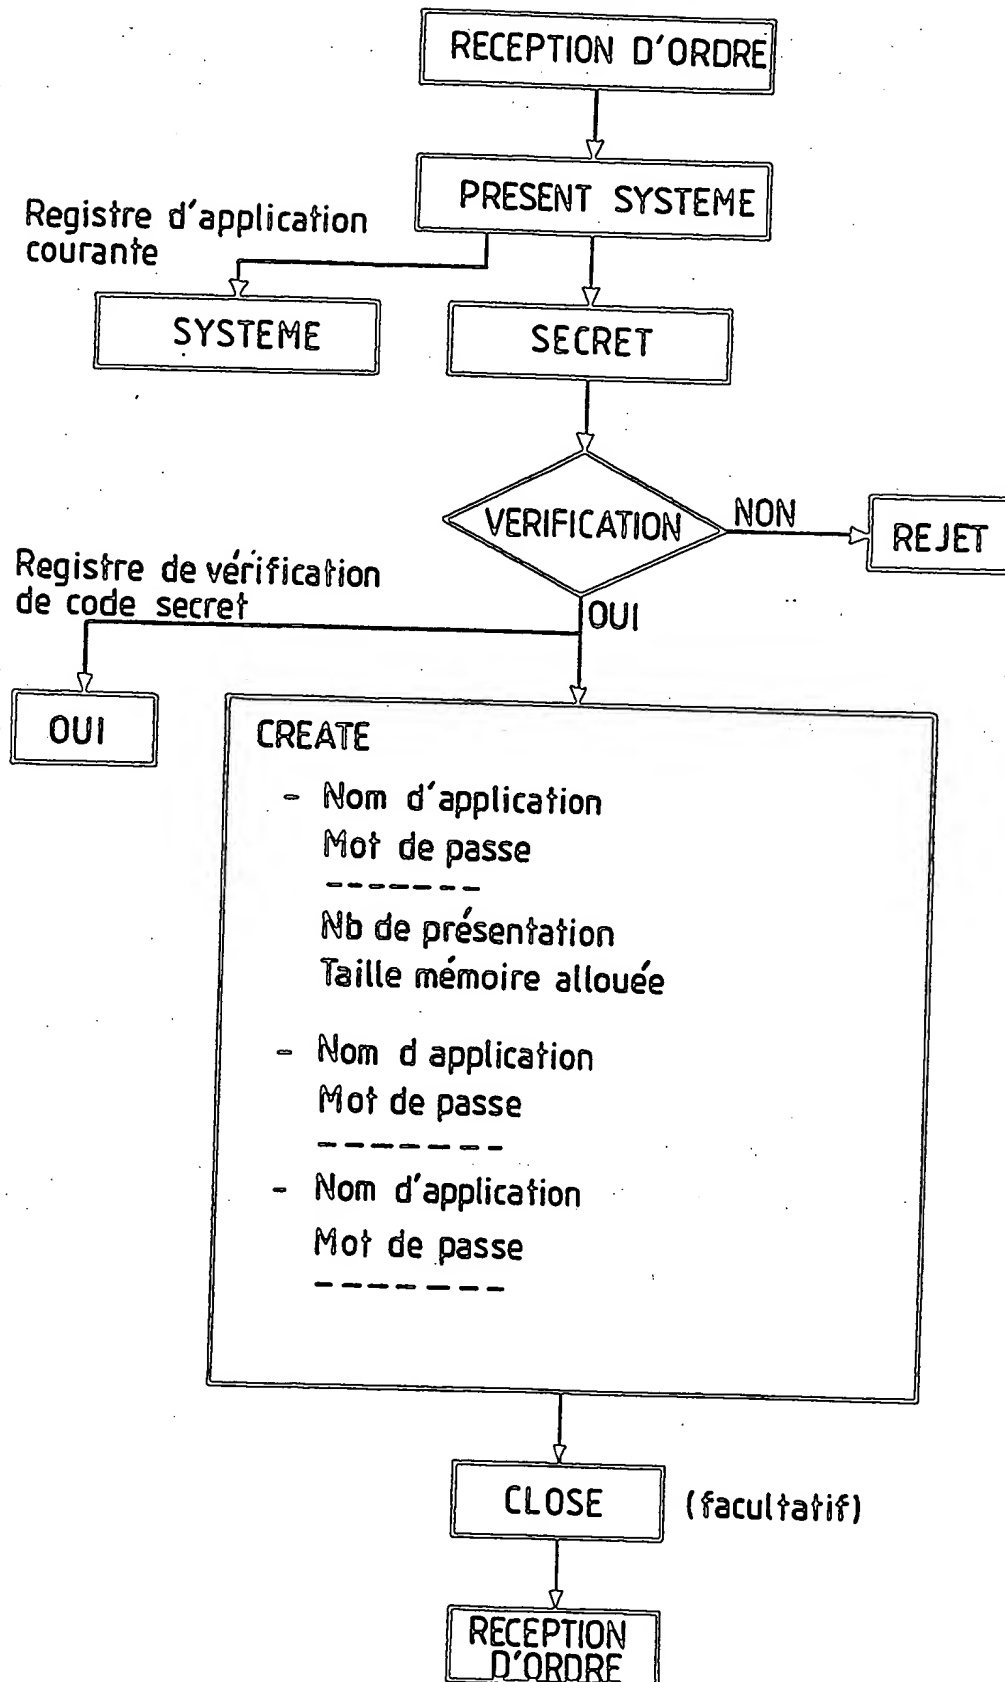 RECEPTION D'ORDRE
PRESENT SYSTEME
Registre d'application
courante
SYSTEME
SECRET
VERIFICATION
NON
REJET
Registre de vérification
de code secret
OUI
OUI
CREATE
- Nom d'application
Mot de passe
-------
Nb de présentation
Taille mémoire allouée
- Nom d application
Mot de passe
-------
- Nom d'application
Mot de passe
-------
CLOSE
(facultatif)
RECEPTION
D'ORDRE